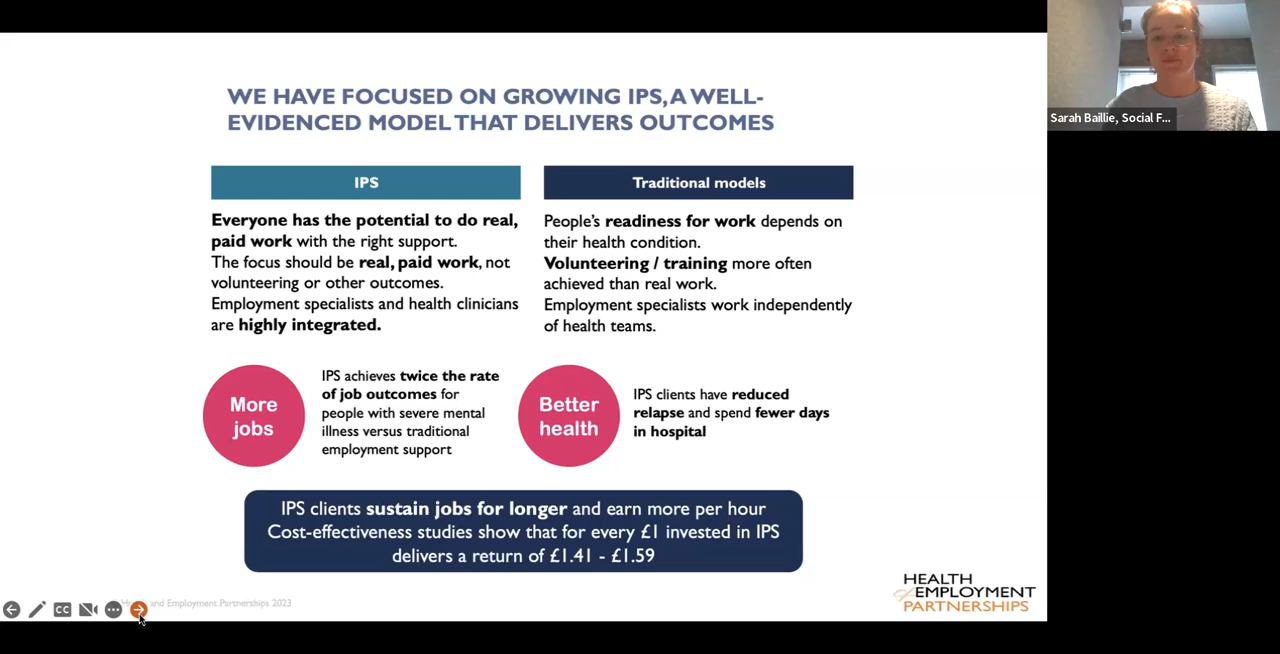 WE HAVE FOCUSED ON GROWING IPS, A WELL-
EVIDENCED MODEL THAT DELIVERS OUTCOMES
IPS
Everyone has the potential to do real,
paid work with the right support.
The focus should be real, paid work, not
volunteering or other outcomes.
Employment specialists and health clinicians
are highly integrated.
Traditional models
People's readiness for work depends on
their health condition.
Volunteering / training more often
achieved than real work.
Employment specialists work independently
of health teams.
More
jobs
IPS achieves twice the rate
of job outcomes for
people with severe mental
illness versus traditional
employment support
Better
health
IPS clients have reduced
relapse and spend fewer days
in hospital
IPS clients sustain jobs for longer and earn more per hour
Cost-effectiveness studies show that for every £1 invested in IPS
delivers a return of £1.41 - £1.59
CC
and Employment Partnerships 2023
HEALTH
of EMPLOYMENT
PARTNERSHIPS
Sarah Baillie, Social F...